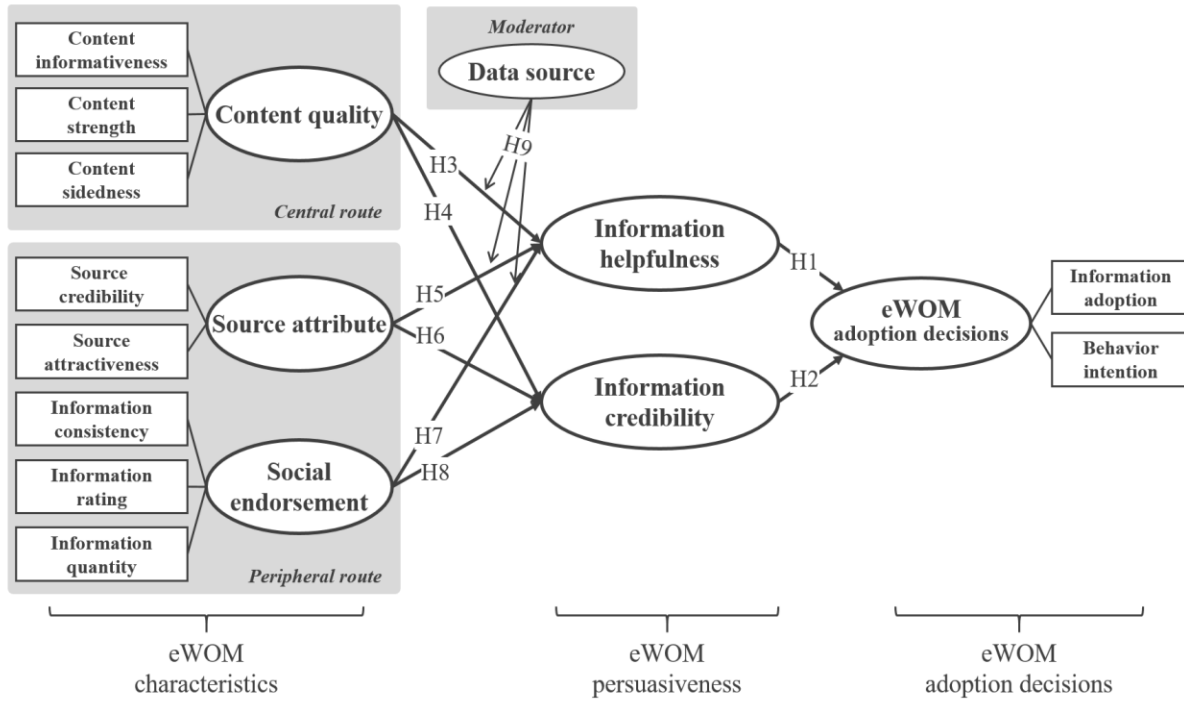 Content
informativeness
Content
strength
Content
sidedness
Content quality
Central route
Moderator
Data source
H9
H3
H4
Source
credibility
Source
attractiveness
Source attribute
Information
consistency
Information
rating
Information
quantity
Social
endorsement
Peripheral route
H5
H6
H7
H8
Information
helpfulness
Information
credibility
H1
H2
eWOM
adoption decisions
Information
adoption
Behavior
intention
eWOM
characteristics
eWOM
persuasiveness
eWOM
adoption decisions